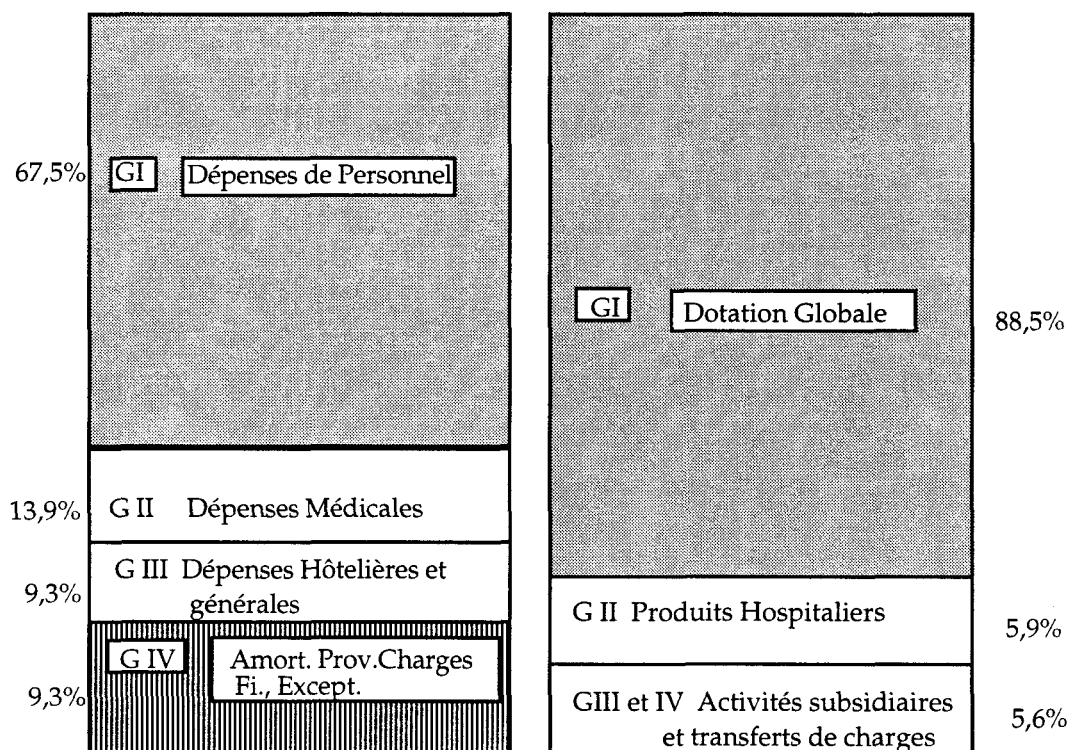 67,5% GI Dépenses de Personnel
13,9% G II Dépenses Médicales
9,3% G III Dépenses Hôtelières et
générales
9,3% G IV Amort. Prov.Charges
Fi., Except.
GI Dotation Globale 88,5%
G II Produits Hospitaliers 5,9%
GIII et IV Activités subsidiaires
et transferts de charges 5,6%